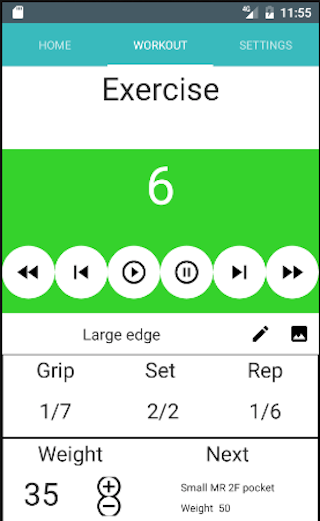 4G 11:55
HOME WORKOUT SETTINGS
Exercise
6
Large edge
Grip Set Rep
1/7 2/2 1/6
Weight Next
35 Small MR 2F pocket
Weight 50